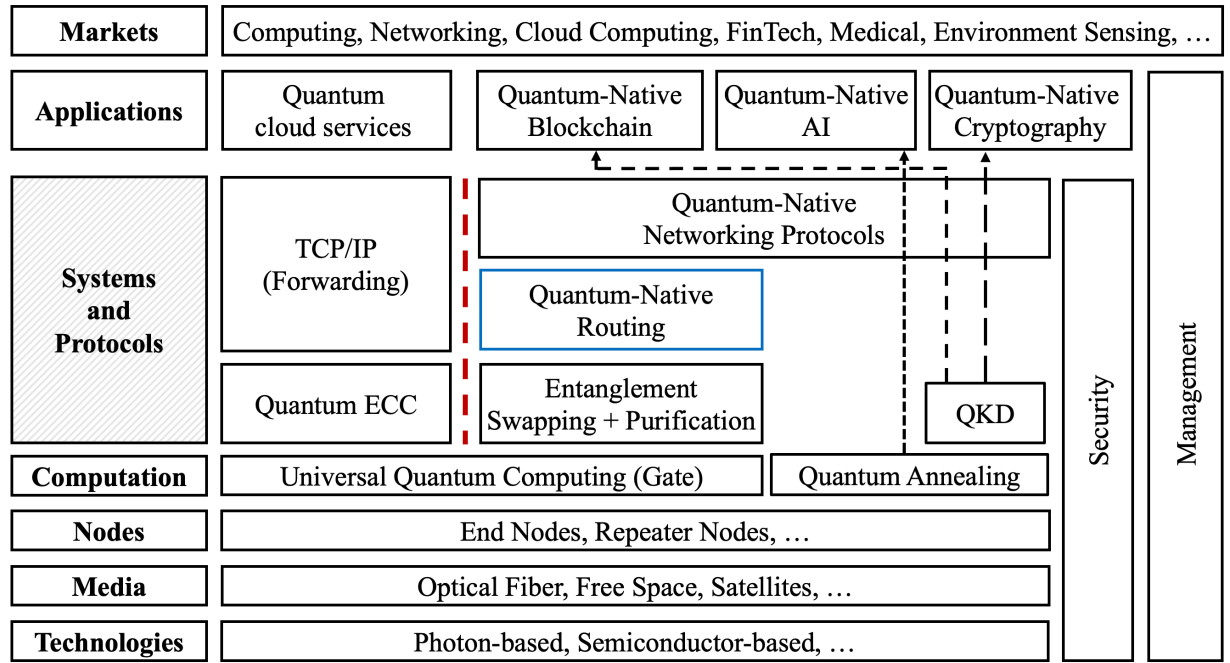 Markets
Computing, Networking, Cloud Computing, FinTech, Medical, Environment Sensing, …
Applications
Quantum
cloud services
Quantum-Native
Blockchain
Quantum-Native
AI
Quantum-Native
Cryptography
Systems
and
Protocols
TCP/IP
(Forwarding)
Quantum-Native
Networking Protocols
Quantum-Native
Routing
Quantum ECC
Entanglement
Swapping + Purification
QKD
Security
Management
Computation
Universal Quantum Computing (Gate)
Quantum Annealing
Nodes
End Nodes, Repeater Nodes, …
Media
Optical Fiber, Free Space, Satellites, …
Technologies
Photon-based, Semiconductor-based, …